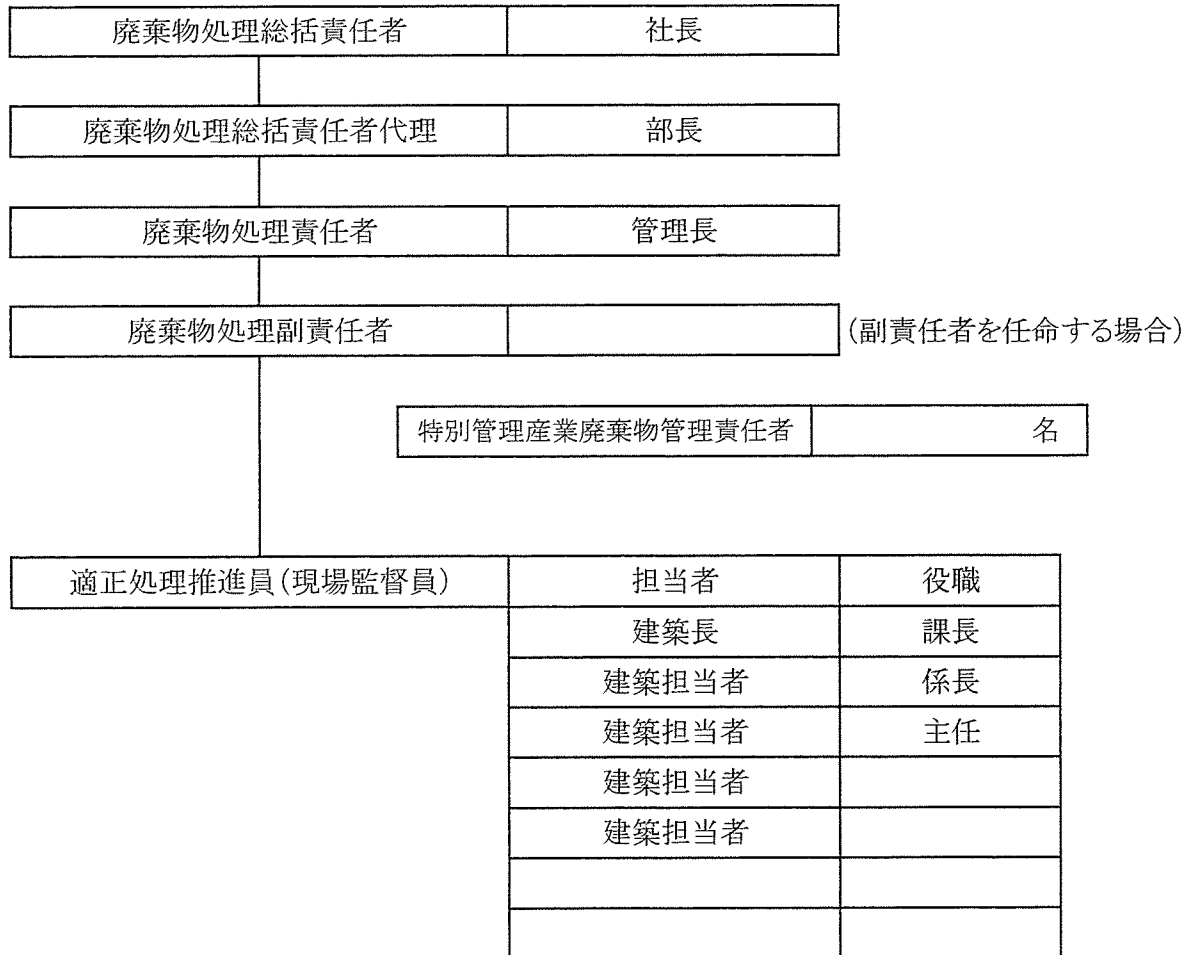 廃棄物処理総括責任者 社長
廃棄物処理総括責任者代理 部長
廃棄物処理責任者 管理長
廃棄物処理副責任者 (副責任者を任命する場合)
特別管理産業廃棄物管理責任者 名
適正処理推進員(現場監督員) 担当者 役職
建築長 課長
建築担当者 係長
建築担当者 主任
建築担当者
建築担当者